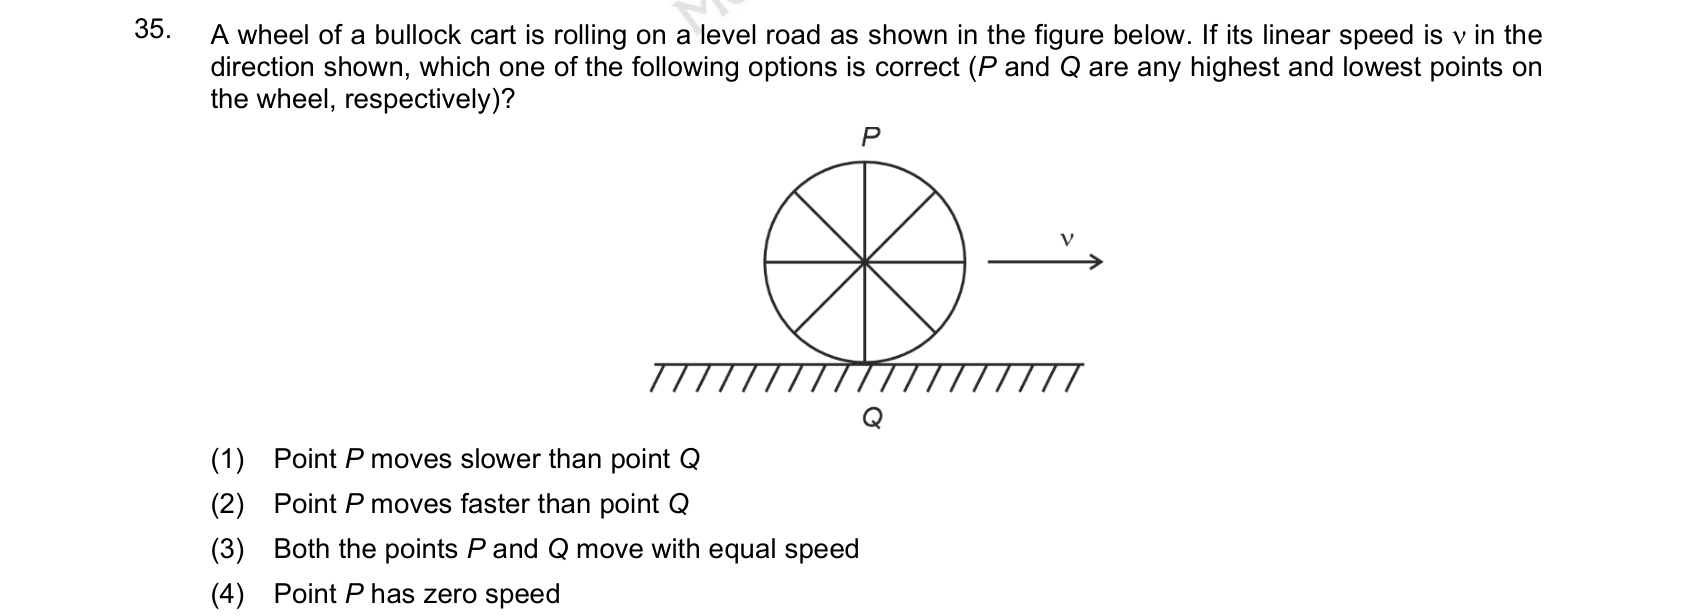 35. A wheel of a bullock cart is rolling on a level road as shown in the figure below. If its linear speed is v in the
direction shown, which one of the following options is correct (P and Q are any highest and lowest points on
the wheel, respectively)?
P
v
Q
(1) Point P moves slower than point Q
(2) Point P moves faster than point Q
(3) Both the points P and Q move with equal speed
(4) Point P has zero speed